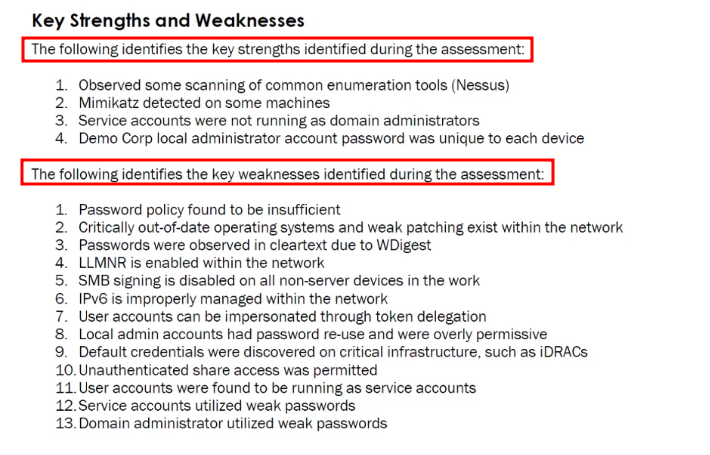 Key Strengths and Weaknesses
The following identifies the key strengths identified during the assessment:
1. Observed some scanning of common enumeration tools (Nessus)
2. Mimikatz detected on some machines
3. Service accounts were not running as domain administrators
4. Demo Corp local administrator account password was unique to each device
The following identifies the key weaknesses identified during the assessment:
1. Password policy found to be insufficient
2. Critically out-of-date operating systems and weak patching exist within the network
3. Passwords were observed in cleartext due to WDigest
4. LLMNR is enabled within the network
5. SMB signing is disabled on all non-server devices in the work
6. IPv6 is improperly managed within the network
7. User accounts can be impersonated through token delegation
8. Local admin accounts had password re-use and were overly permissive
9. Default credentials were discovered on critical infrastructure, such as iDRACs
10. Unauthenticated share access was permitted
11. User accounts were found to be running as service accounts
12. Service accounts utilized weak passwords
13. Domain administrator utilized weak passwords